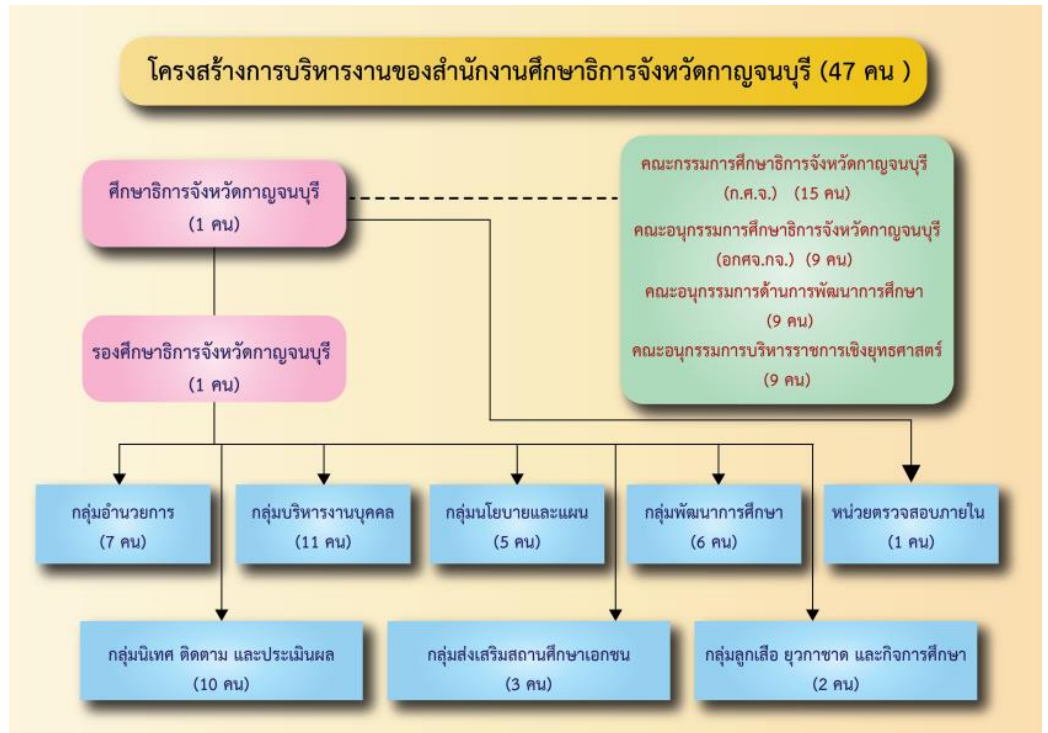 โครงสร้างการบริหารงานของสำนักงานศึกษาธิการจังหวัดกาญจนบุรี (47 คน )
ศึกษาธิการจังหวัดกาญจนบุรี
(1 คน)
คณะกรรมการศึกษาธิการจังหวัดกาญจนบุรี
(ก.ศ.จ.) (15 คน)
คณะอนุกรรมการศึกษาธิการจังหวัดกาญจนบุรี
(อกศจ.กจ.) (9 คน)
คณะอนุกรรมการด้านการพัฒนาการศึกษา
(9 คน)
คณะอนุกรรมการบริหารราชการเชิงยุทธศาสตร์
(9 คน)
รองศึกษาธิการจังหวัดกาญจนบุรี
(1 คน)
กลุ่มอำนวยการ
(7 คน)
กลุ่มบริหารงานบุคคล
(11 คน)
กลุ่มนโยบายและแผน
(5 คน)
กลุ่มพัฒนาการศึกษา
(6 คน)
หน่วยตรวจสอบภายใน
(1 คน)
กลุ่มนิเทศ ติดตาม และประเมินผล
(10 คน)
กลุ่มส่งเสริมสถานศึกษาเอกชน
(3 คน)
กลุ่มลูกเสือ ยุวกาชาด และกิจการศึกษา
(2 คน)